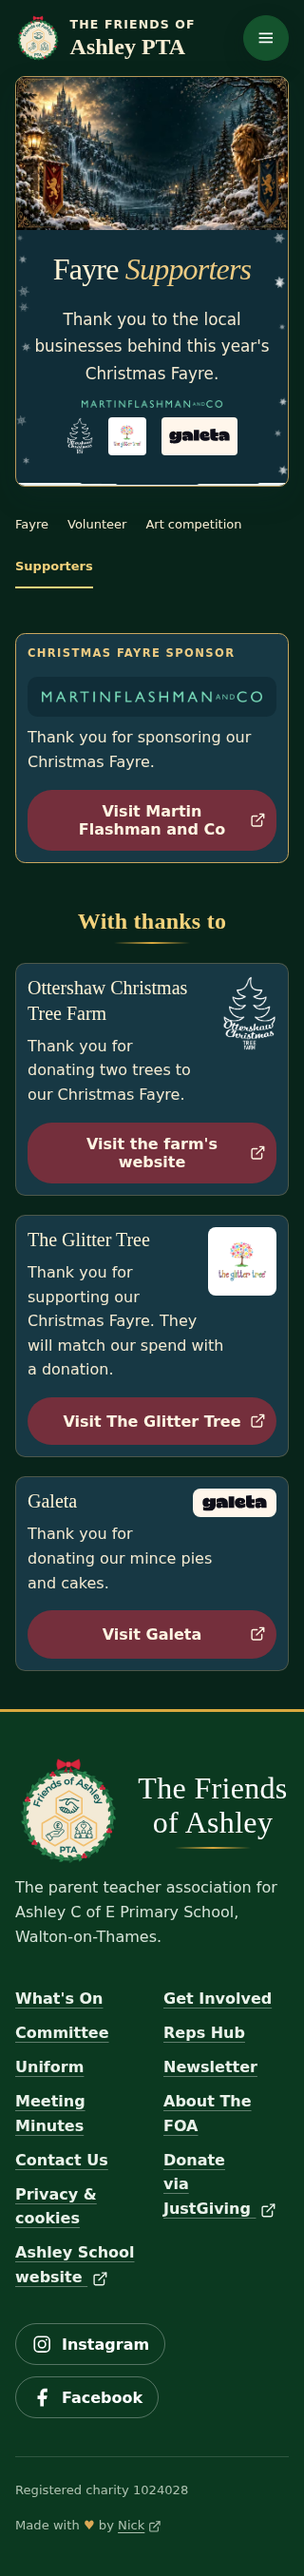 THE FRIENDS OF
Ashley PTA
Fayre Supporters
Thank you to the local
businesses behind this year's
Christmas Fayre.
MARTINFLASHMANANDCO
the glitter tree
galeta
Fayre Volunteer Art competition
Supporters
CHRISTMAS FAYRE SPONSOR
MARTINFLASHMANANDCO
Thank you for sponsoring our
Christmas Fayre.
Visit Martin
Flashman and Co
With thanks to
Ottershaw Christmas
Tree Farm
Ottershaw
Christmas
TREE
FARM
Thank you for
donating two trees to
our Christmas Fayre.
Visit the farm's
website
The Glitter Tree
the glitter tree
Thank you for
supporting our
Christmas Fayre. They
will match our spend with
a donation.
Visit The Glitter Tree
Galeta
galeta
Thank you for
donating our mince pies
and cakes.
Visit Galeta
Friends of Ashley
PTA
The Friends
of Ashley
The parent teacher association for
Ashley C of E Primary School,
Walton-on-Thames.
What's On
Get Involved
Committee
Reps Hub
Uniform
Newsletter
Meeting
Minutes
About The
FOA
Contact Us
Donate
via
JustGiving
Privacy &
cookies
Ashley School
website
Instagram
Facebook
Registered charity 1024028
Made with ♥ by Nick